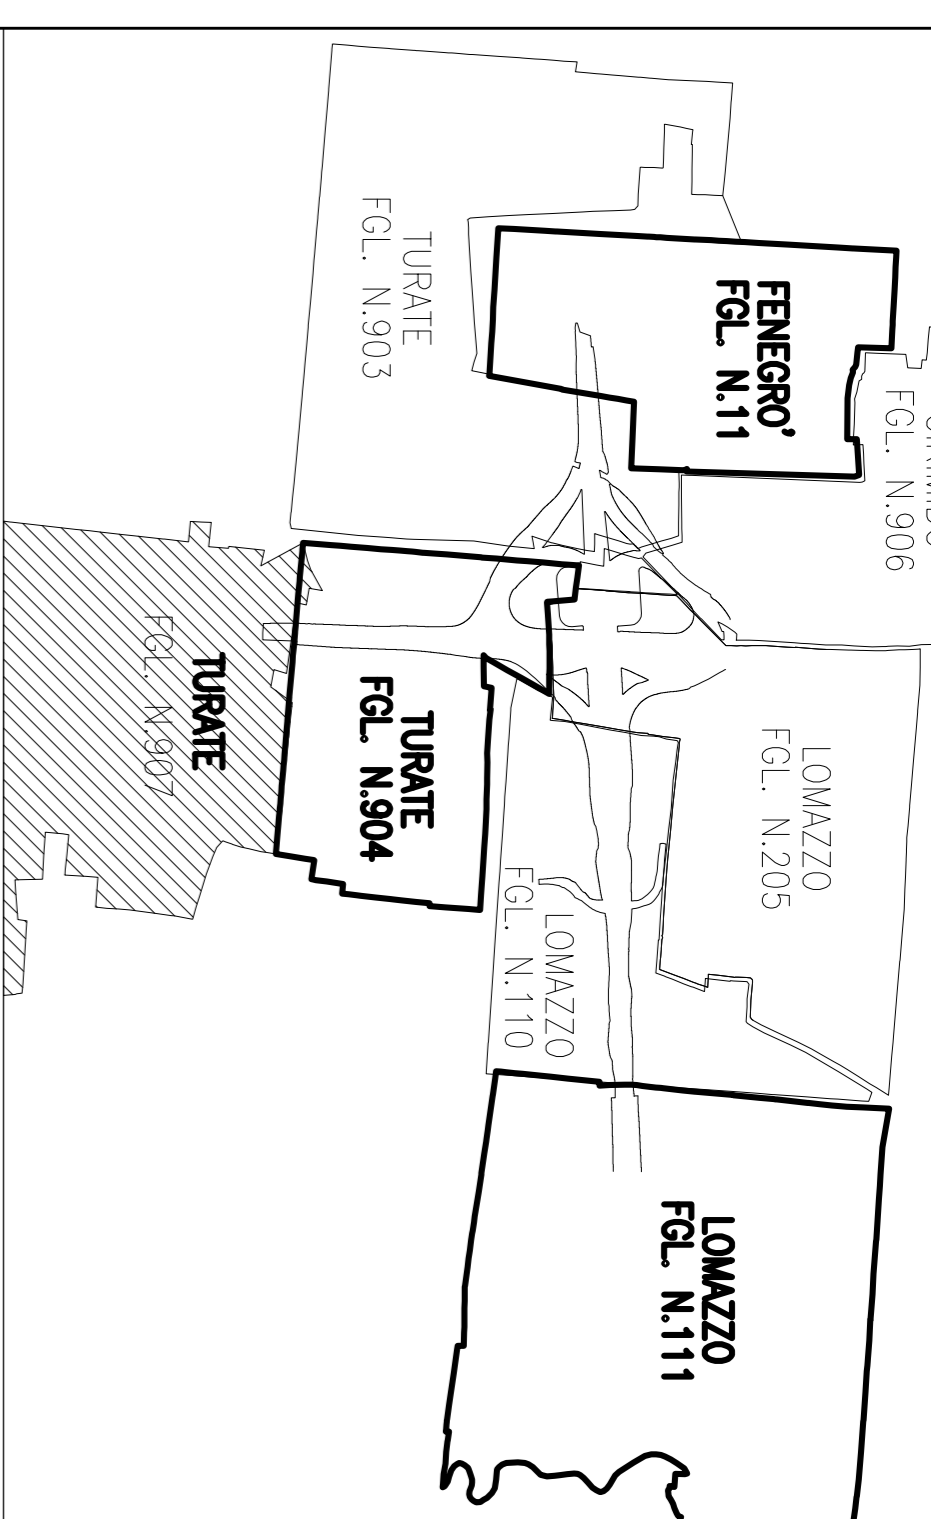 TURATE
FGL. N.903
FENEGRO'
FGL. N.11
FGL. N.906
TURATE
FGL. N.907
TURATE
FGL. N.904
LOMAZZO
FGL. N.205
LOMAZZO
FGL. N.110
LOMAZZO
FGL. N.111